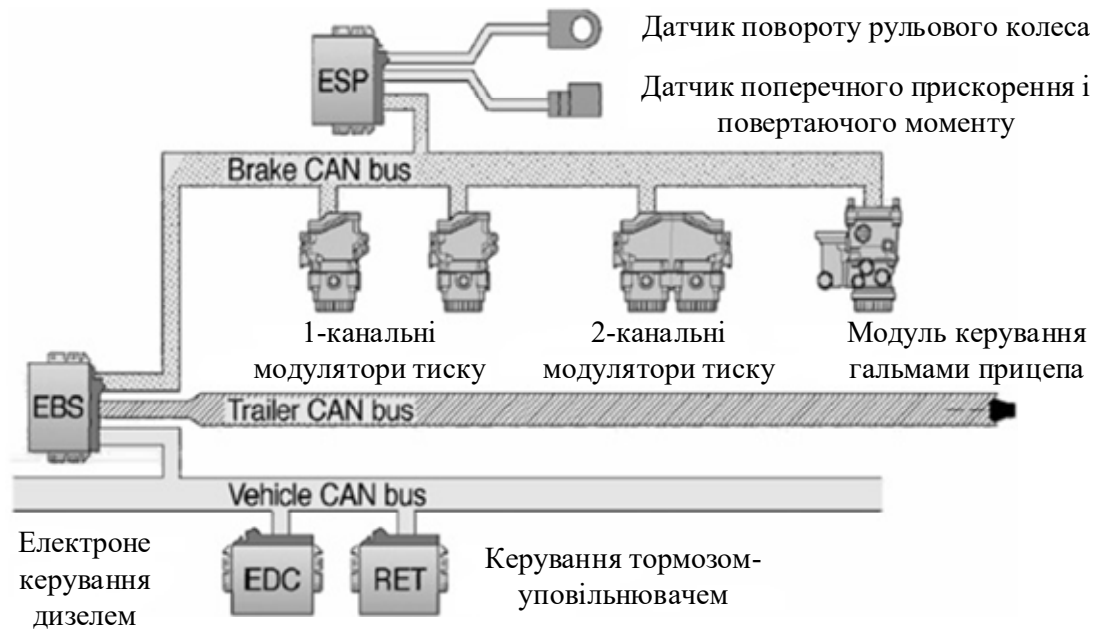 ESP
Датчик повороту рульового колеса
Датчик поперечного прискорення і
повертаючого моменту
Brake CAN bus
1-канальні
модулятори тиску
2-канальні
модулятори тиску
Модуль керування
гальмами прицепа
EBS
Trailer CAN bus
Vehicle CAN bus
Електроне
керування
дизелем
EDC
RET
Керування тормозом-
уповільнювачем